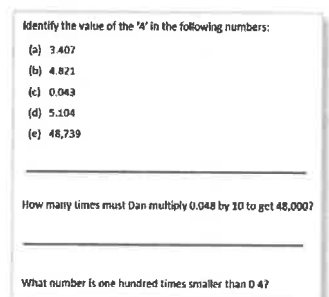 Identify the value of the '4' in the following numbers:
(a) 3.407
(b) 4.821
(c) 0.043
(d) 5.104
(e) 48,739
How many times must Dan multiply 0.048 by 10 to get 48,000?
What number is one hundred times smaller than 0 4?